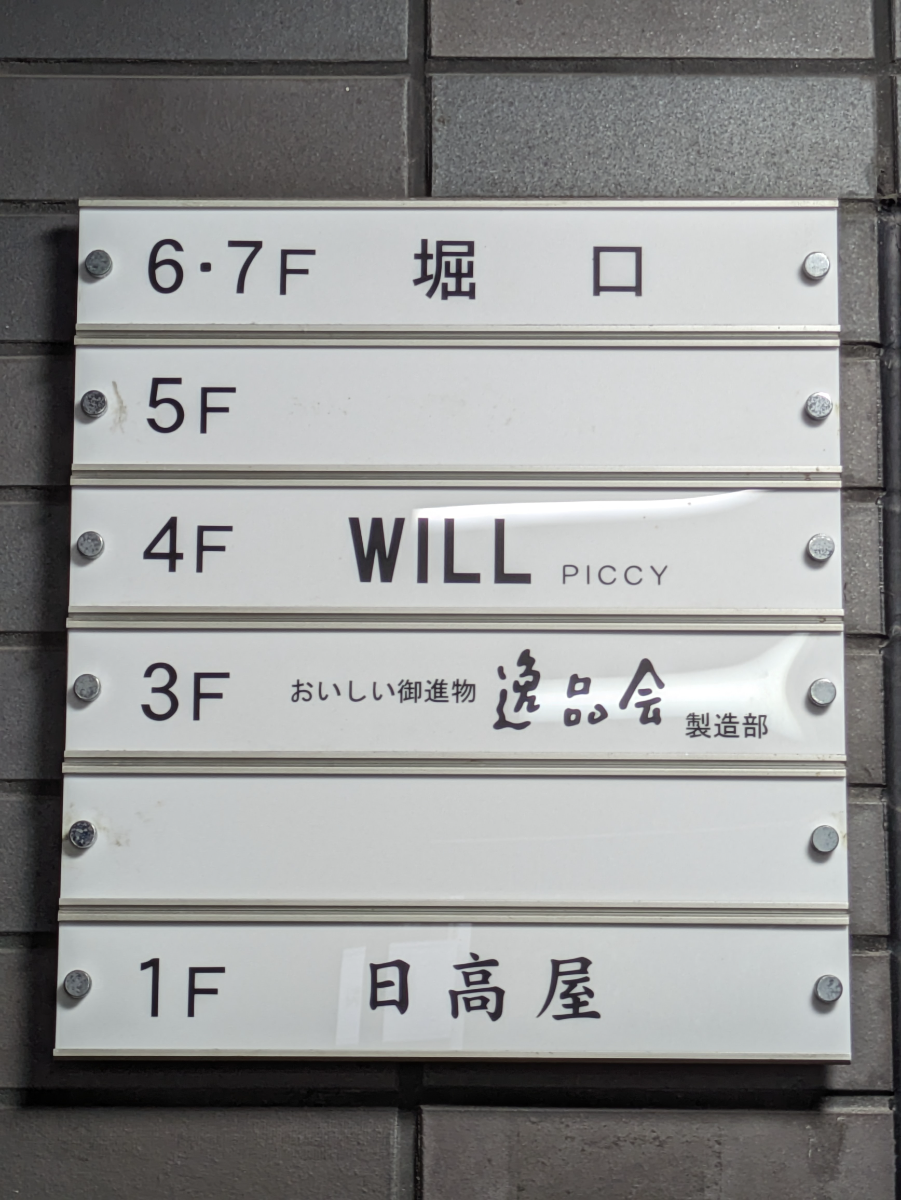 6・7F 堀 口
5F
4F WILL PICCY
3F おいしい御進物 逸品会 製造部
1F 日高屋